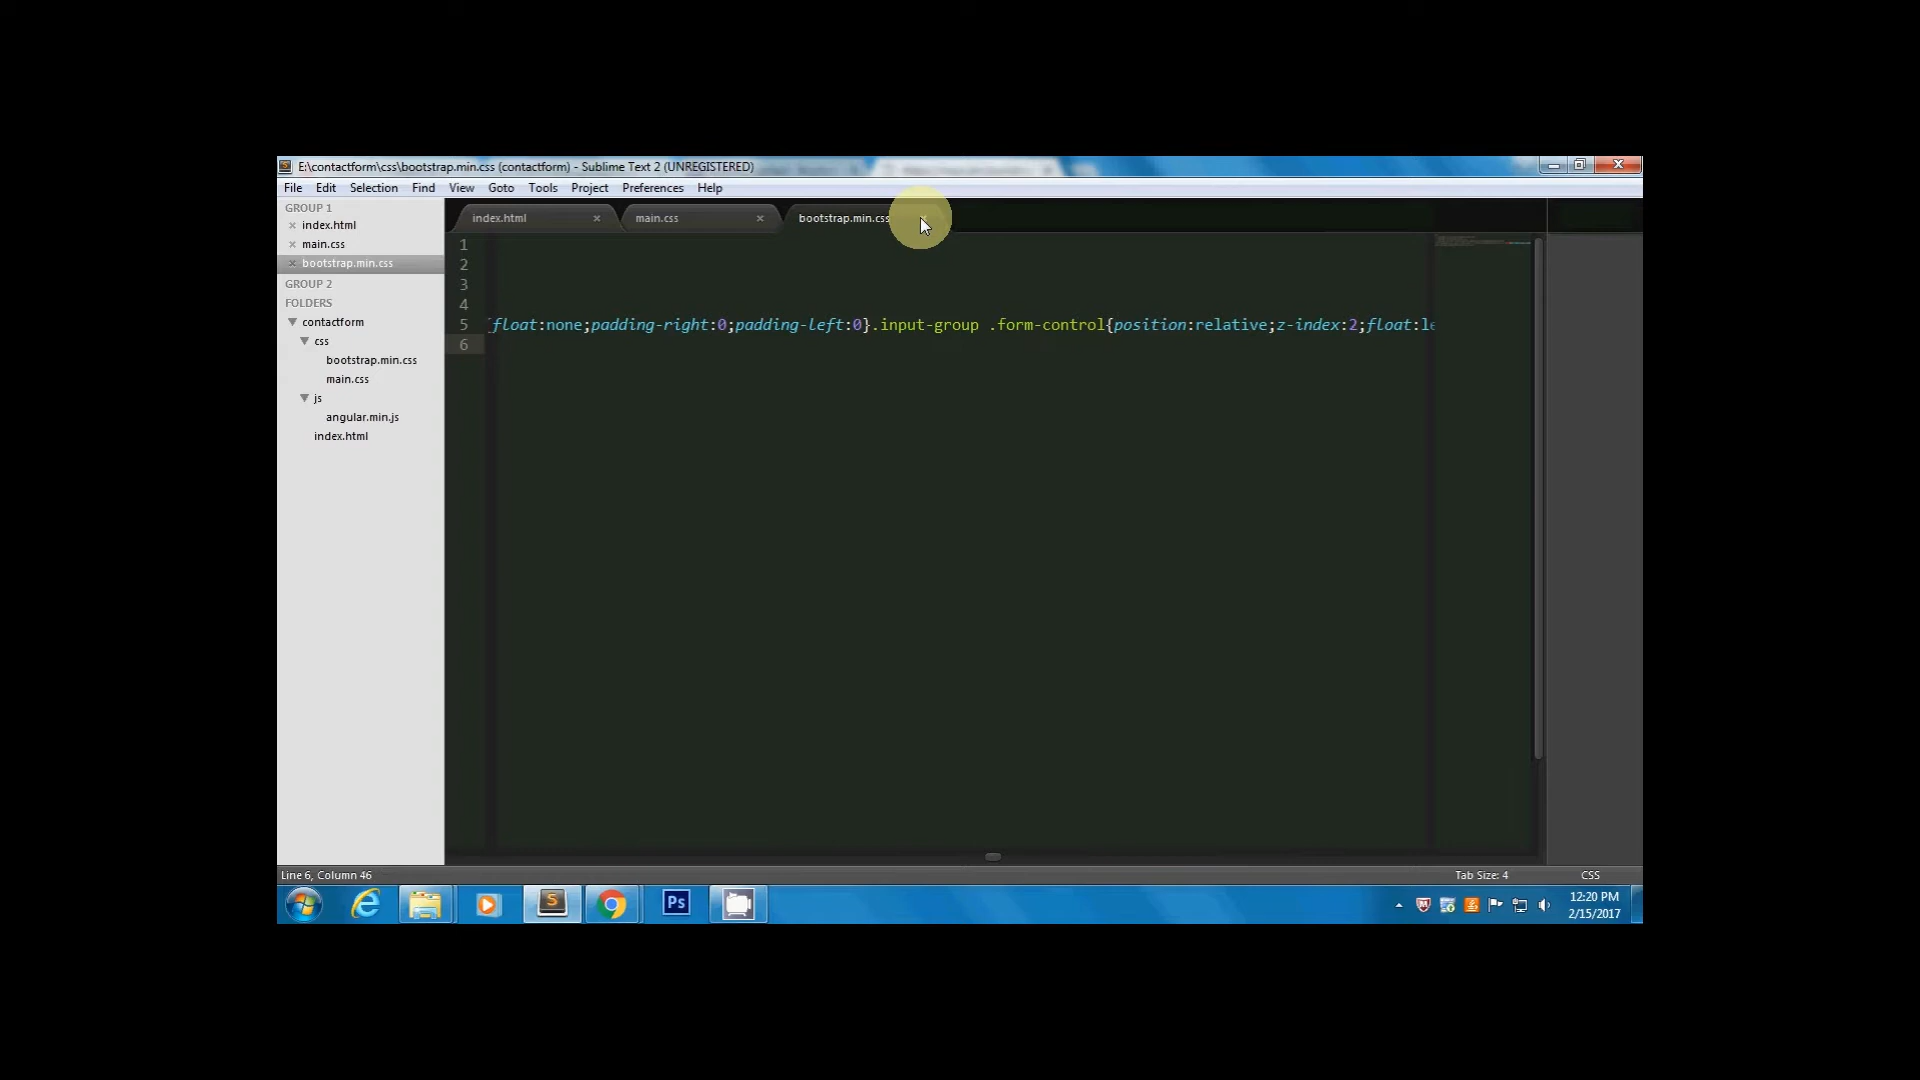 E:\contactform\css\bootstrap.min.css (contactform) - Sublime Text 2 (UNREGISTERED)
File Edit Selection Find View Goto Tools Project Preferences Help
GROUP 1
index.html
main.css
bootstrap.min.css
GROUP 2
FOLDERS
contactform
css
bootstrap.min.css
main.css
js
angular.min.js
index.html
index.html main.css bootstrap.min.css
1
2
3
4
5 float:none;padding-right:0;padding-left:0}.input-group .form-control{position:relative;z-index:2;float:le
6
Line 6, Column 46 Tab Size: 4 CSS
S Ps
12:20 PM
2/15/2017